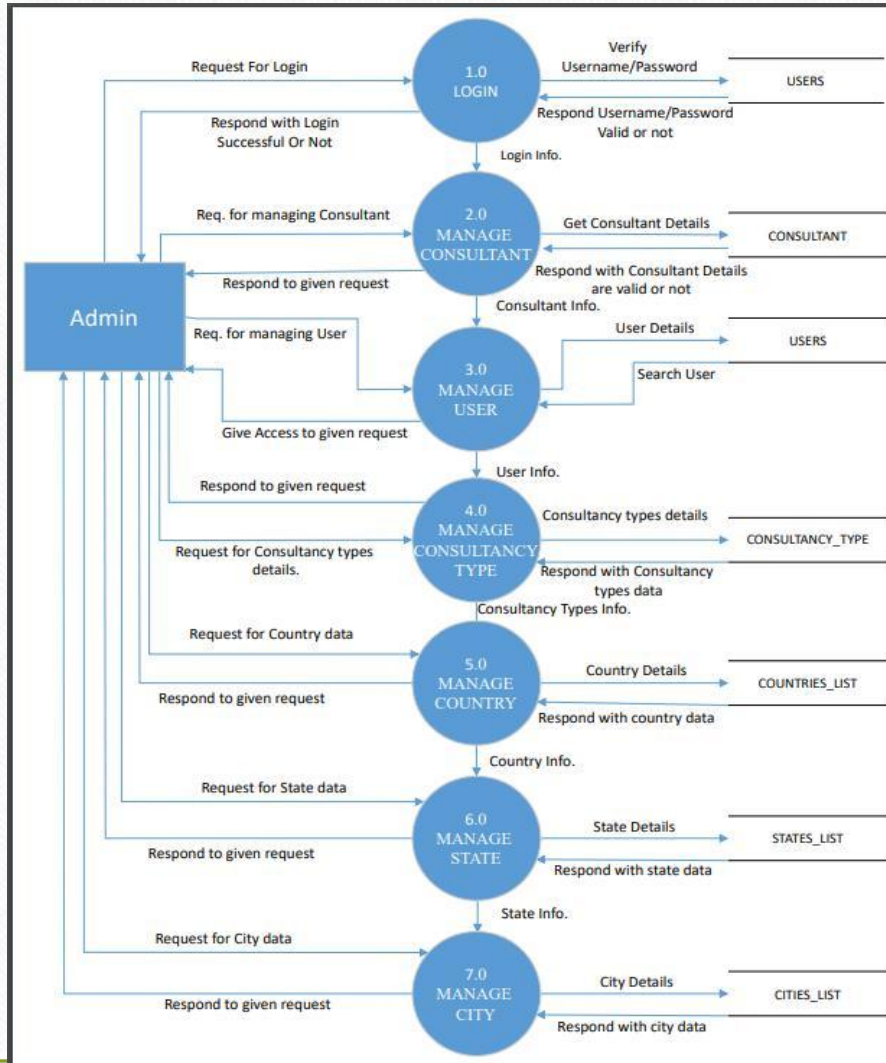 Request For Login
1.0
LOGIN
Verify
Username/Password
USERS
Respond with Login
Successful Or Not
Respond Username/Password
Valid or not
Login Info.
Req. for managing Consultant
2.0
MANAGE
CONSULTANT
Get Consultant Details
CONSULTANT
Respond to given request
Respond with Consultant Details
are valid or not
Consultant Info.
Admin
Req. for managing User
3.0
MANAGE
USER
User Details
USERS
Search User
Give Access to given request
User Info.
Respond to given request
4.0
MANAGE
CONSULTANCY
TYPE
Consultancy types details
CONSULTANCY_TYPE
Request for Consultancy types
details.
Respond with Consultancy
types data
Consultancy Types Info.
Request for Country data
5.0
MANAGE
COUNTRY
Country Details
COUNTRIES_LIST
Respond to given request
Respond with country data
Country Info.
Request for State data
6.0
MANAGE
STATE
State Details
STATES_LIST
Respond to given request
Respond with state data
State Info.
Request for City data
7.0
MANAGE
CITY
City Details
CITIES_LIST
Respond to given request
Respond with city data